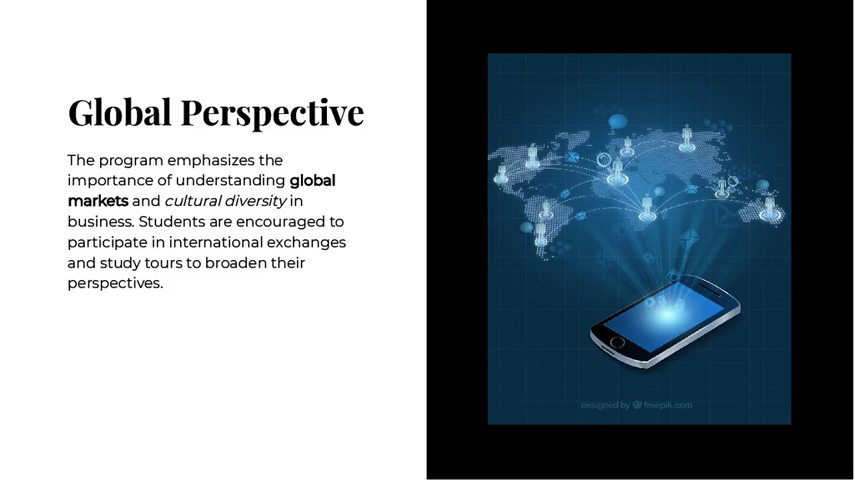 Global Perspective
The program emphasizes the
importance of understanding global
markets and cultural diversity in
business. Students are encouraged to
participate in international exchanges
and study tours to broaden their
perspectives.
designed by freepik.com